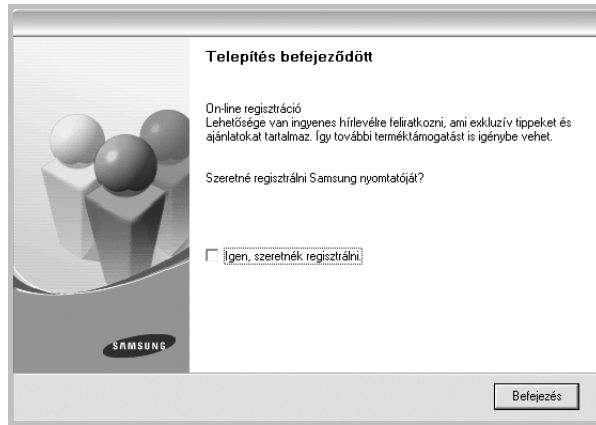 Telepítés befejeződött
On-line regisztráció
Lehetősége van ingyenes hírlevélre feliratkozni, ami exkluzív tippeket és
ajánlatokat tartalmaz. Így további terméktámogatást is igénybe vehet.
Szeretné regisztrálni Samsung nyomtatóját?
Igen, szeretnék regisztrálni.
SAMSUNG
Befejezés